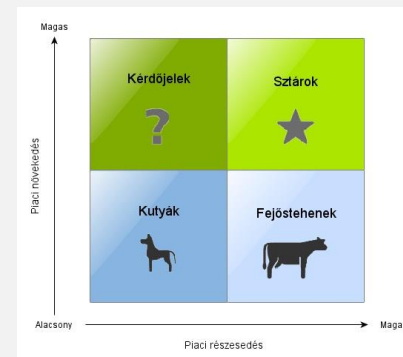 Magas
Kérdőjelek
Sztárok
?
Piaci növekedés
Kutyák
Fejőstehenek
Alacsony
Magas
Piaci részesedés